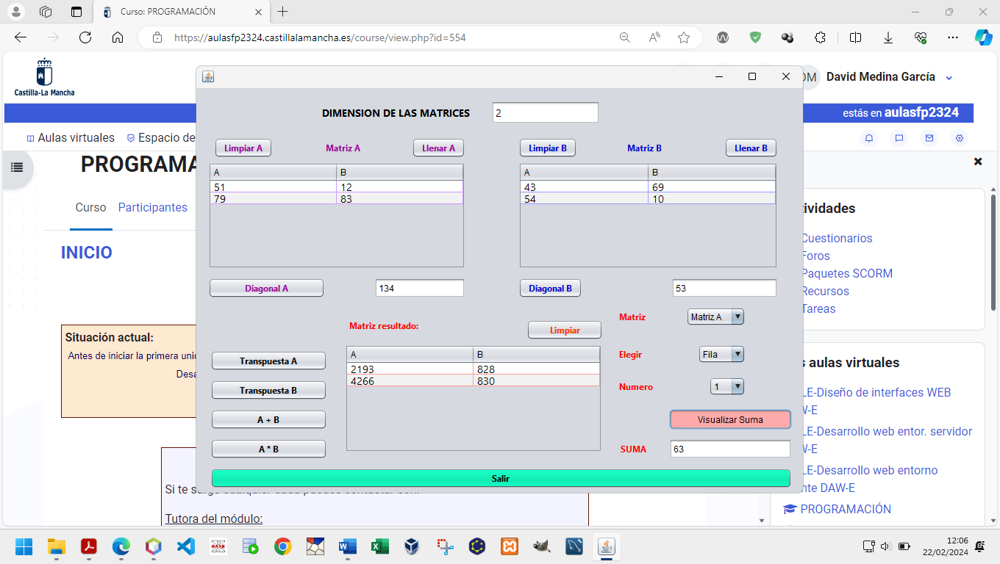 Curso: PROGRAMACIÓN
https://aulasfp2324.castillalamancha.es/course/view.php?id=554
Castilla-La Mancha
DM David Medina García
estás en aulasfp2324
Aulas virtuales Espacio de
PROGRAMA
Curso Participantes
INICIO
Situación actual:
Antes de iniciar la primera unid
Desa
Tutora del módulo:
DIMENSION DE LAS MATRICES 2
Limpiar A Matriz A Llenar A
A B
51 12
79 83
Limpiar B Matriz B Llenar B
A B
43 69
54 10
Diagonal A 134
Diagonal B 53
Matriz resultado: Limpiar
A B
2193 828
4266 830
Transpuesta A
Transpuesta B
A + B
A * B
Matriz Matriz A
Elegir Fila
Numero 1
Visualizar Suma
SUMA 63
Salir
ividades
Cuestionarios
Foros
Paquetes SCORM
Recursos
Tareas
s aulas virtuales
LE-Diseño de interfaces WEB
W-E
LE-Desarrollo web entor. servidor
W-E
LE-Desarrollo web entorno
nte DAW-E
PROGRAMACIÓN
12:06
22/02/2024